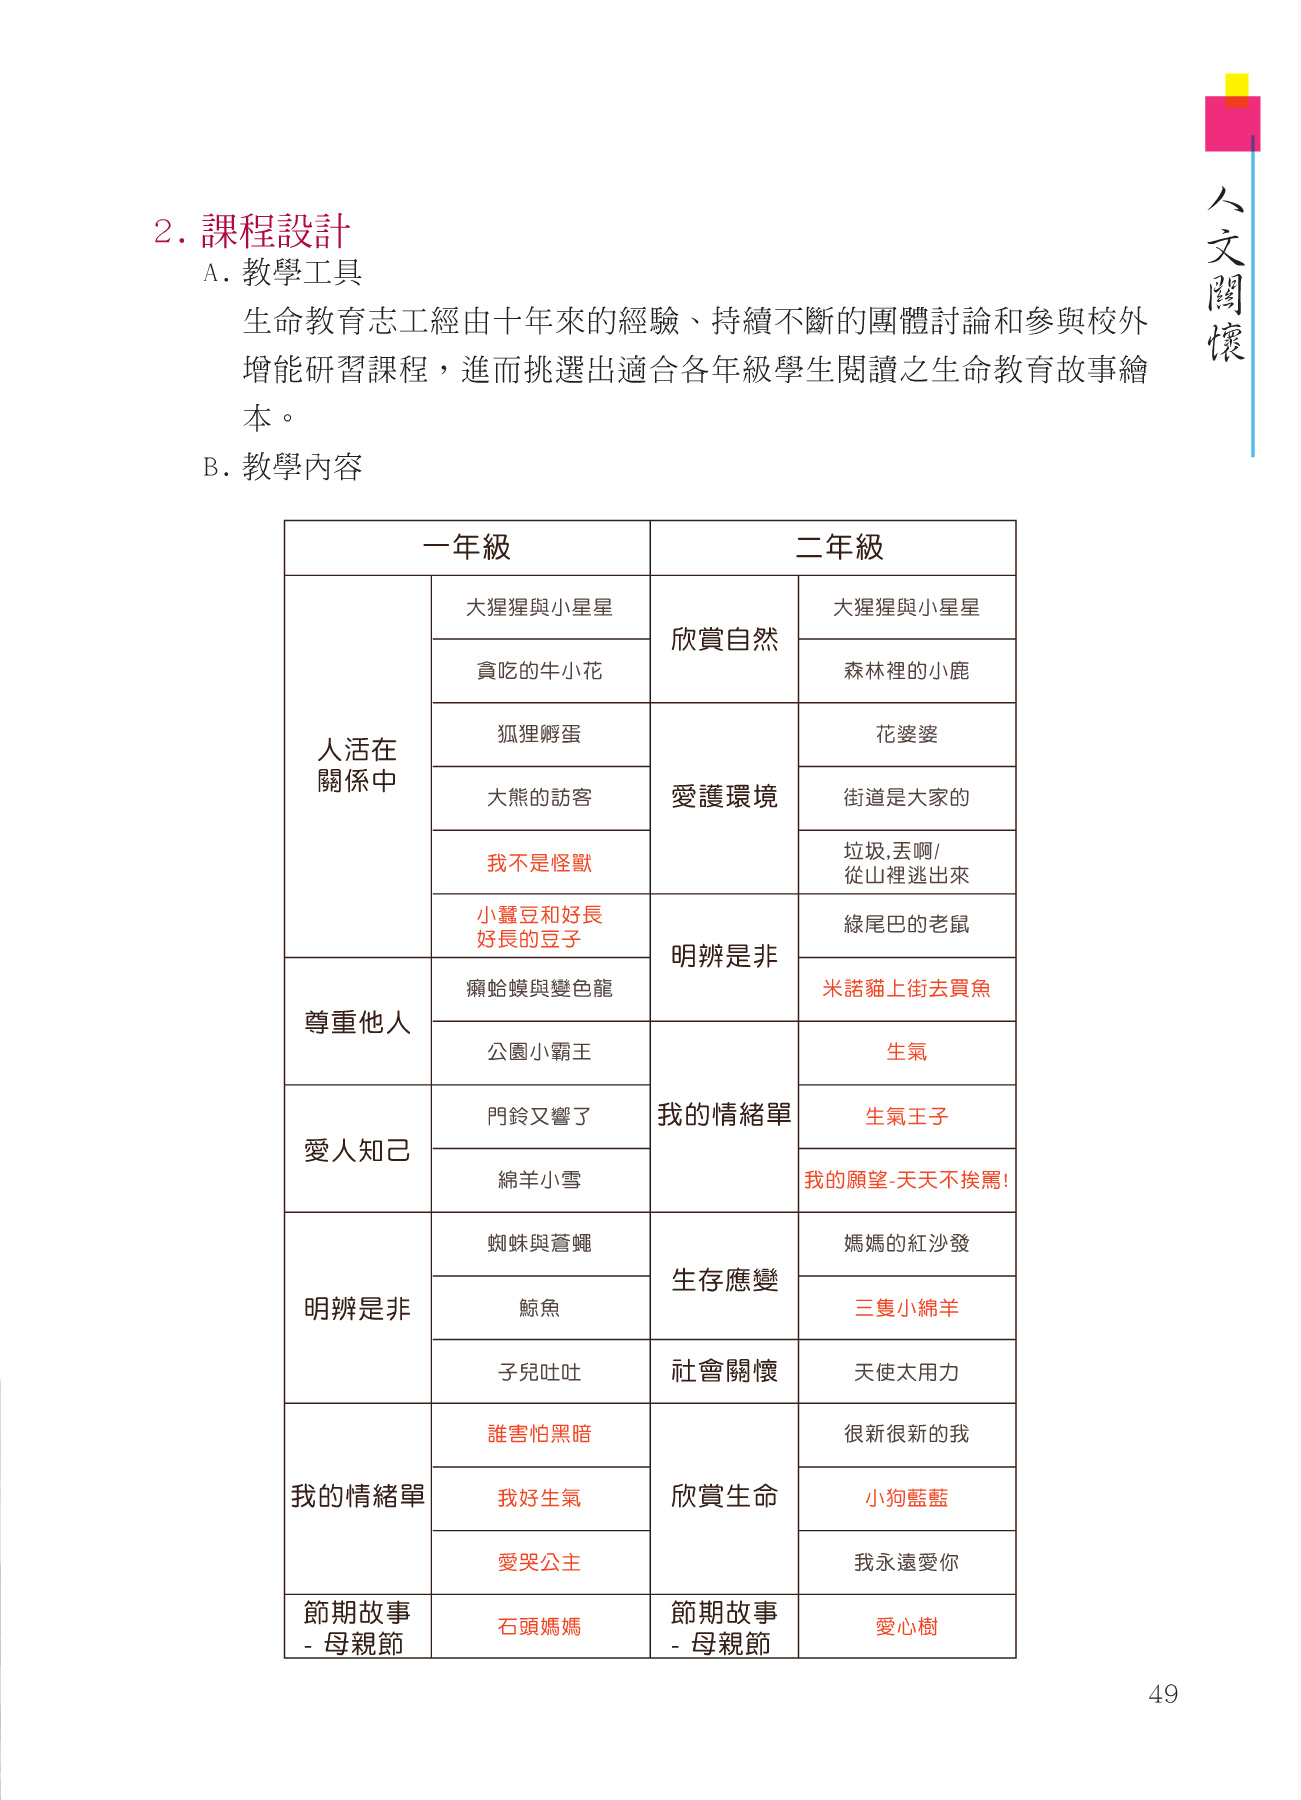 人文關懷
2. 課程設計
A. 教學工具
生命教育志工經由十年來的經驗、持續不斷的團體討論和參與校外
增能研習課程，進而挑選出適合各年級學生閱讀之生命教育故事繪
本。
B. 教學內容
一年級 二年級
人活在
關係中
大猩猩與小星星
貪吃的牛小花
狐狸孵蛋
大熊的訪客
我不是怪獸
小蠶豆和好長
好長的豆子
尊重他人
癩蛤蟆與變色龍
公園小霸王
愛人知己
門鈴又響了
綿羊小雪
明辨是非
蜘蛛與蒼蠅
鯨魚
子兒吐吐
我的情緒單
誰害怕黑暗
我好生氣
愛哭公主
節期故事
- 母親節
石頭媽媽
欣賞自然
大猩猩與小星星
森林裡的小鹿
愛護環境
花婆婆
街道是大家的
垃圾,丟啊/
從山裡逃出來
明辨是非
綠尾巴的老鼠
米諾貓上街去買魚
我的情緒單
生氣
生氣王子
我的願望-天天不挨罵!
生存應變
媽媽的紅沙發
三隻小綿羊
社會關懷
天使太用力
欣賞生命
很新很新的我
小狗藍藍
我永遠愛你
節期故事
- 母親節
愛心樹
49